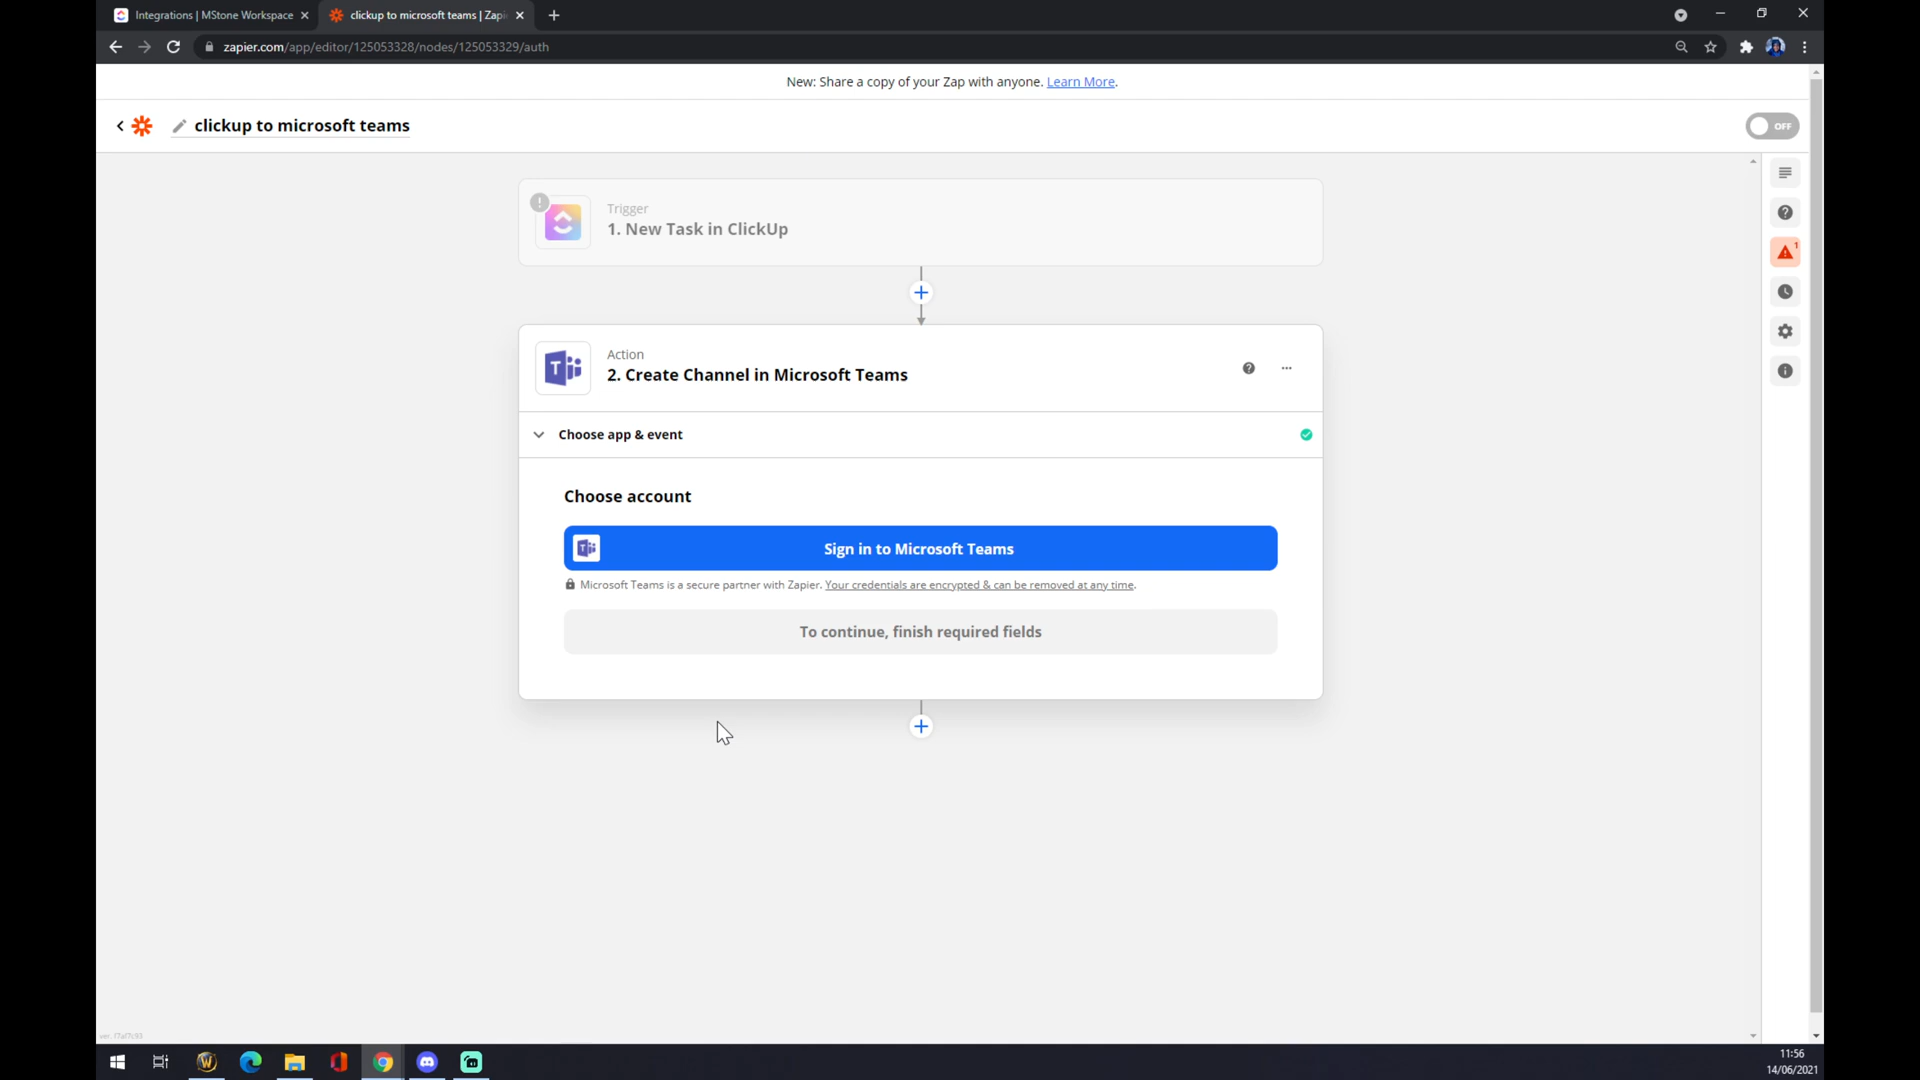 Integrations | MStone Workspace
clickup to microsoft teams | Zapi
zapier.com/app/editor/125053328/nodes/125053329/auth
New: Share a copy of your Zap with anyone. Learn More.
clickup to microsoft teams
OFF
Trigger
1. New Task in ClickUp
1
Action
2. Create Channel in Microsoft Teams
Choose app & event
Choose account
Sign in to Microsoft Teams
Microsoft Teams is a secure partner with Zapier. Your credentials are encrypted & can be removed at any time.
To continue, finish required fields
ver. f7af7c93
11:56
14/06/2021